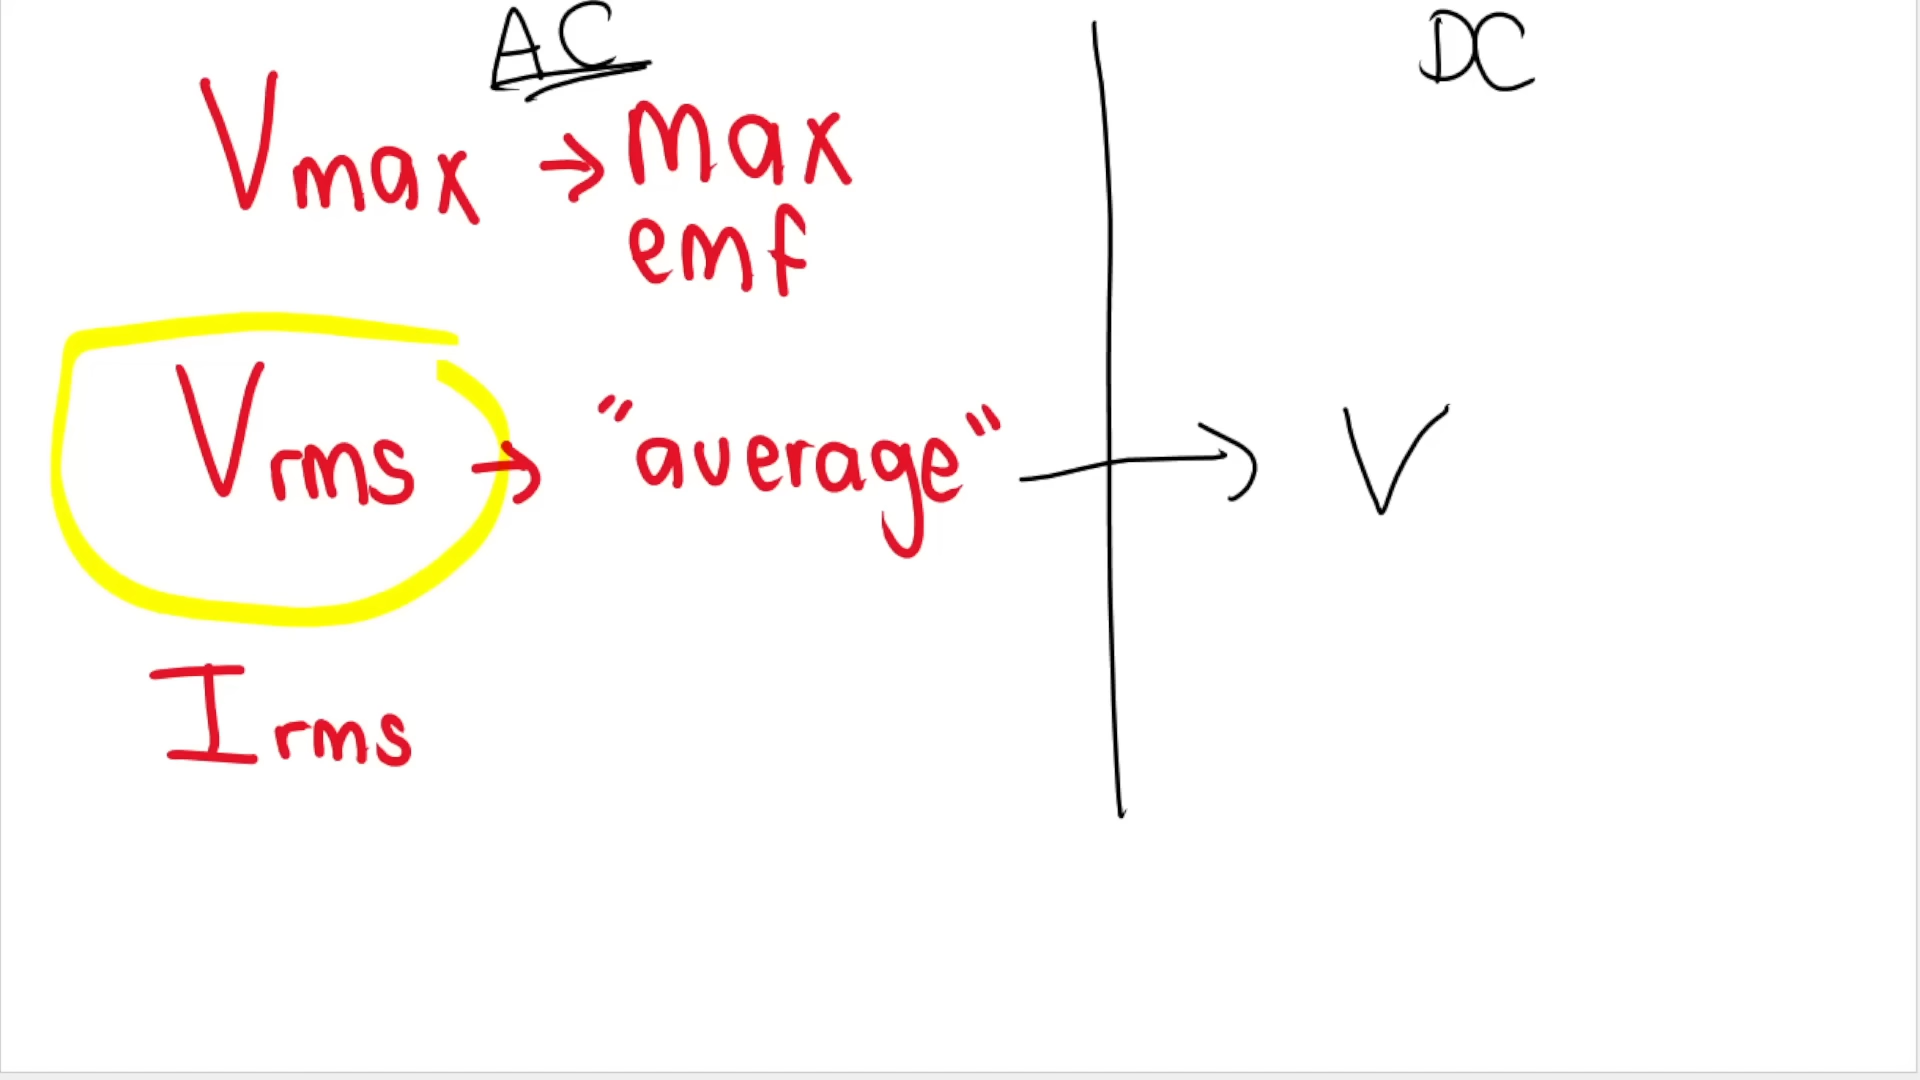 AC
DC
Vmax → max
emf
Vrms → "average" → V
Irms